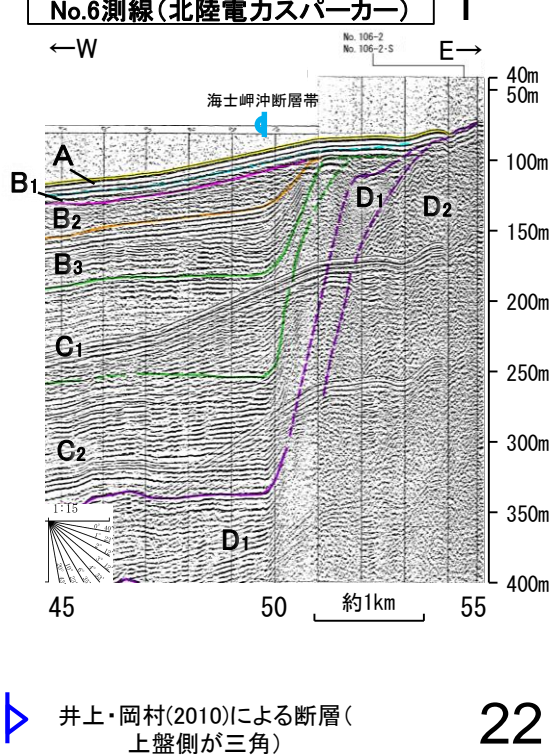 No.6測線(北陸電力スパーカー)
←W
No. 106-2
No. 106-2・S
E→
海士岬沖断層帯
40m
50m
100m
150m
200m
250m
300m
350m
400m
A
B1
B2
B3
C1
C2
D1
D1
D2
1:15
45
50
55
約1km
井上・岡村(2010)による断層(
上盤側が三角)
22